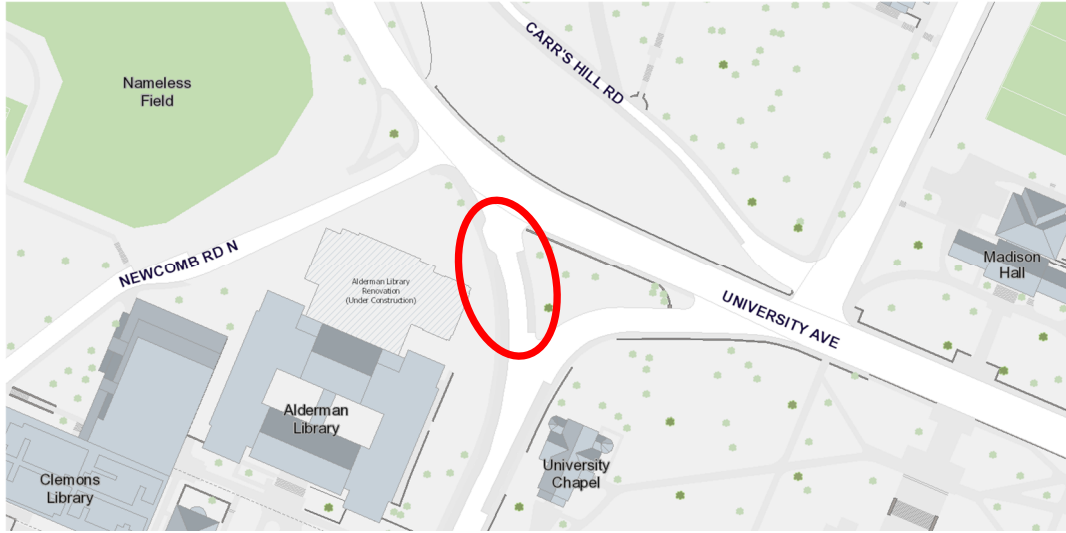 CARR'S HILL RD
Nameless
Field
NEWCOMB RD N
Madison
Hall
Alderman Library
Renovation
(Under Construction)
UNIVERSITY AVE
Alderman
Library
University
Chapel
Clemons
Library